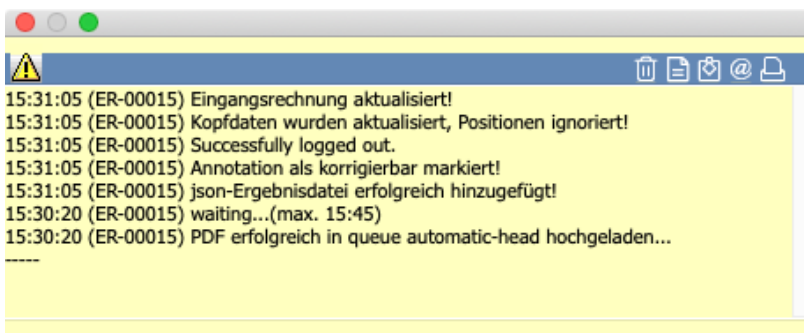 15:31:05 (ER-00015) Eingangsrechnung aktualisiert!
15:31:05 (ER-00015) Kopfdaten wurden aktualisiert, Positionen ignoriert!
15:31:05 (ER-00015) Successfully logged out.
15:31:05 (ER-00015) Annotation als korrigierbar markiert!
15:31:05 (ER-00015) json-Ergebnisdatei erfolgreich hinzugefügt!
15:30:20 (ER-00015) waiting...(max. 15:45)
15:30:20 (ER-00015) PDF erfolgreich in queue automatic-head hochgeladen...
-----